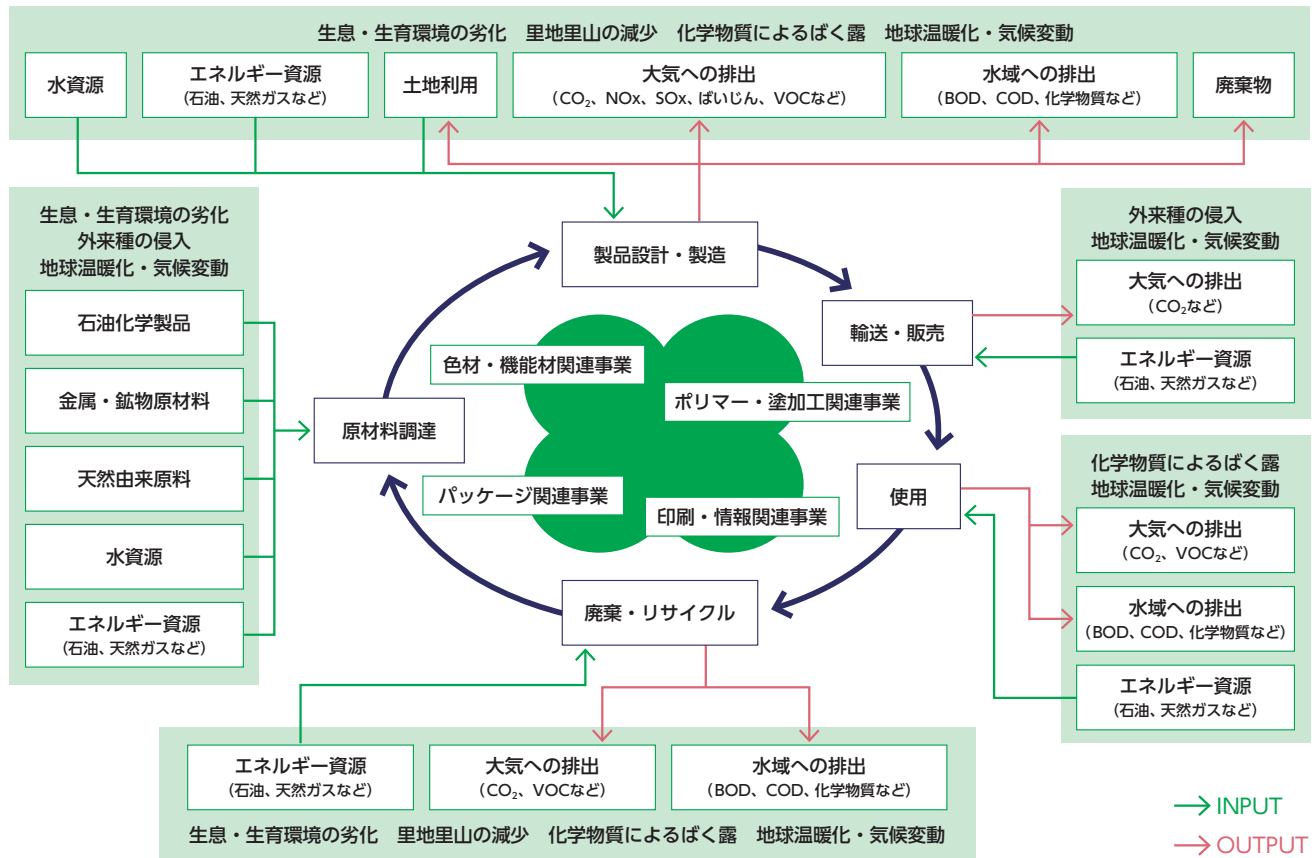 生息・生育環境の劣化　里地里山の減少　化学物質によるばく露　地球温暖化・気候変動
水資源
エネルギー資源
（石油、天然ガスなど）
土地利用
大気への排出
（CO₂、NOx、SOx、ばいじん、VOCなど）
水域への排出
（BOD、COD、化学物質など）
廃棄物
生息・生育環境の劣化
外来種の侵入
地球温暖化・気候変動
石油化学製品
金属・鉱物原材料
天然由来原料
水資源
エネルギー資源
（石油、天然ガスなど）
製品設計・製造
輸送・販売
使用
廃棄・リサイクル
原材料調達
色材・機能材関連事業
ポリマー・塗加工関連事業
パッケージ関連事業
印刷・情報関連事業
外来種の侵入
地球温暖化・気候変動
大気への排出
（CO₂など）
エネルギー資源
（石油、天然ガスなど）
化学物質によるばく露
地球温暖化・気候変動
大気への排出
（CO₂、VOCなど）
水域への排出
（BOD、COD、化学物質など）
エネルギー資源
（石油、天然ガスなど）
エネルギー資源
（石油、天然ガスなど）
大気への排出
（CO₂、VOCなど）
水域への排出
（BOD、COD、化学物質など）
生息・生育環境の劣化　里地里山の減少　化学物質によるばく露　地球温暖化・気候変動
INPUT
OUTPUT